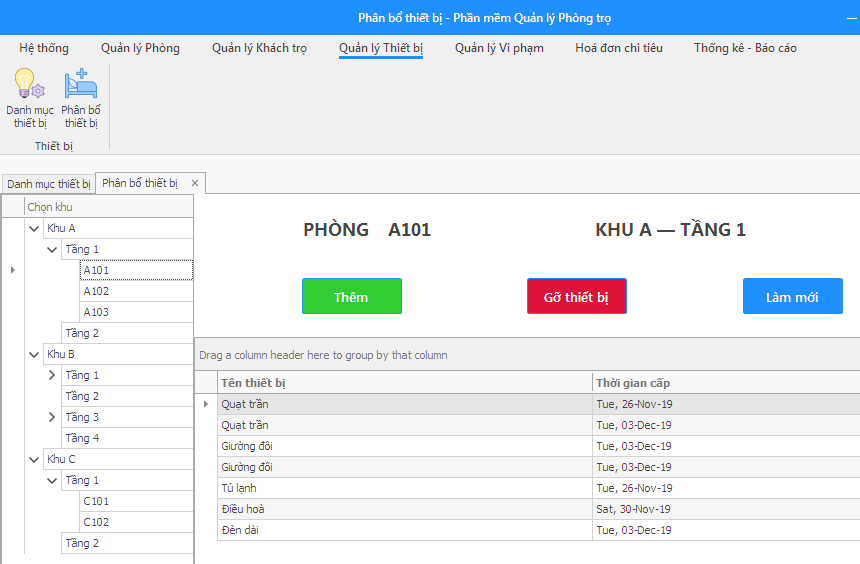 Phân bổ thiết bị - Phần mềm Quản lý Phòng trọ
Hệ thống Quản lý Phòng Quản lý Khách trọ Quản lý Thiết bị Quản lý Vi phạm Hoá đơn chi tiêu Thống kê - Báo cáo
Danh mục thiết bị
Phân bổ thiết bị
Thiết bị
Danh mục thiết bị Phân bổ thiết bị
Chọn khu
Khu A
Tầng 1
A101
A102
A103
Tầng 2
Khu B
Tầng 1
Tầng 2
Tầng 3
Tầng 4
Khu C
Tầng 1
C101
C102
Tầng 2
PHÒNG A101 KHU A — TẦNG 1
Thêm Gỡ thiết bị Làm mới
Drag a column header here to group by that column
Tên thiết bị Thời gian cấp
Quạt trần Tue, 26-Nov-19
Quạt trần Tue, 03-Dec-19
Giường đôi Tue, 03-Dec-19
Giường đôi Tue, 03-Dec-19
Tủ lạnh Tue, 26-Nov-19
Điều hoà Sat, 30-Nov-19
Đèn dài Tue, 03-Dec-19